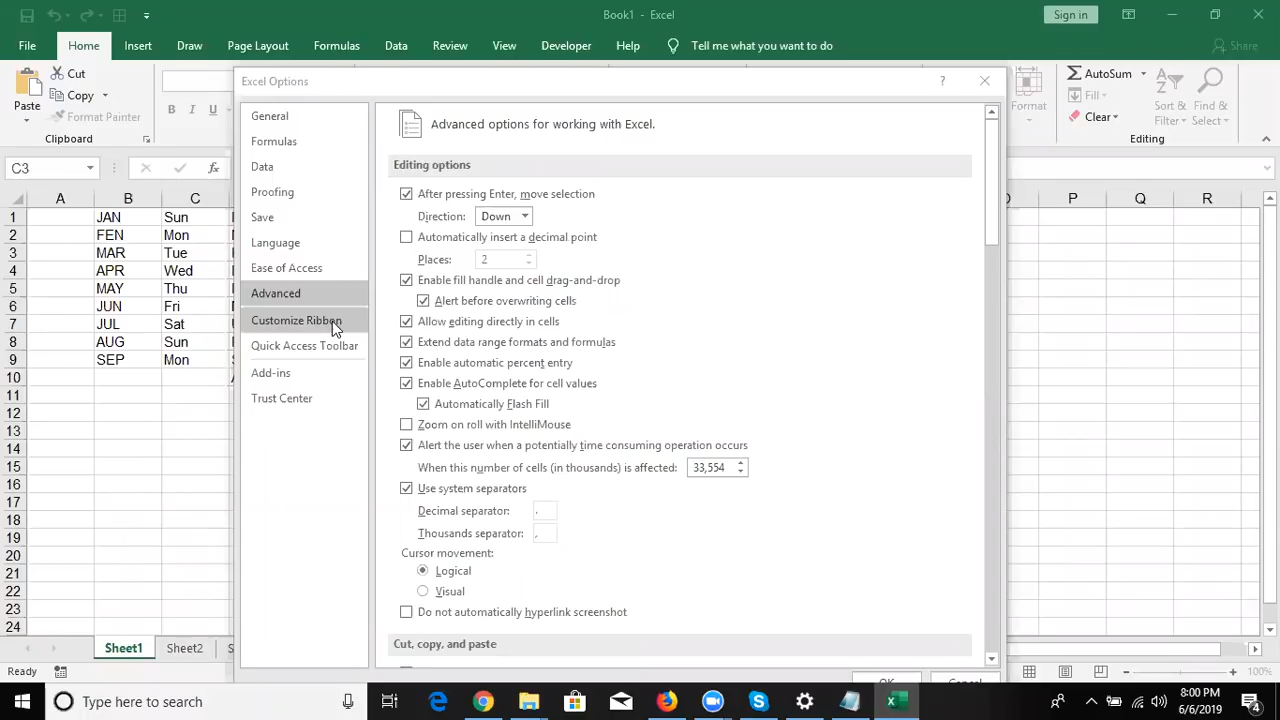 Book1 - Excel
Sign in
File Home Insert Draw Page Layout Formulas Data Review View Developer Help Tell me what you want to do Share
Paste
Cut
Copy
Format Painter
Clipboard
B I U
Format
AutoSum
Fill
Clear
Sort & Filter
Find & Select
Editing
Excel Options
?
General
Formulas
Data
Proofing
Save
Language
Ease of Access
Advanced
Customize Ribbon
Quick Access Toolbar
Add-ins
Trust Center
Advanced options for working with Excel.
Editing options
After pressing Enter, move selection
Direction: Down
Automatically insert a decimal point
Places: 2
Enable fill handle and cell drag-and-drop
Alert before overwriting cells
Allow editing directly in cells
Extend data range formats and formulas
Enable automatic percent entry
Enable AutoComplete for cell values
Automatically Flash Fill
Zoom on roll with IntelliMouse
Alert the user when a potentially time consuming operation occurs
When this number of cells (in thousands) is affected: 33,554
Use system separators
Decimal separator: .
Thousands separator: ,
Cursor movement:
Logical
Visual
Do not automatically hyperlink screenshot
Cut, copy, and paste
OK Cancel
C3 fx
A B C P Q R
1 JAN Sun
2 FEN Mon
3 MAR Tue
4 APR Wed
5 MAY Thu
6 JUN Fri
7 JUL Sat
8 AUG Sun
9 SEP Mon
10
11
12
13
14
15
16
17
18
19
20
21
22
23
24
Sheet1 Sheet2
Ready
100%
Type here to search
8:00 PM
6/6/2019
4